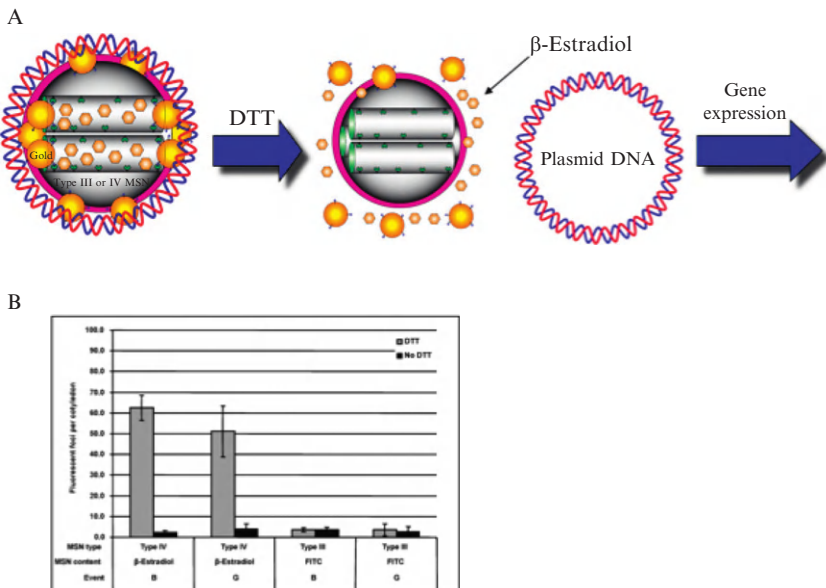 A
β-Estradiol
DTT
Gene
expression
Plasmid DNA
Gold
Type III or IV MSN
B
100.0
90.0
80.0
70.0
60.0
50.0
40.0
30.0
20.0
10.0
0.0
Fluorescent foci per cotyledon
DTT
No DTT
MSN type Type IV Type IV Type III Type III
MSN content β-Estradiol β-Estradiol FITC FITC
Event B G B G